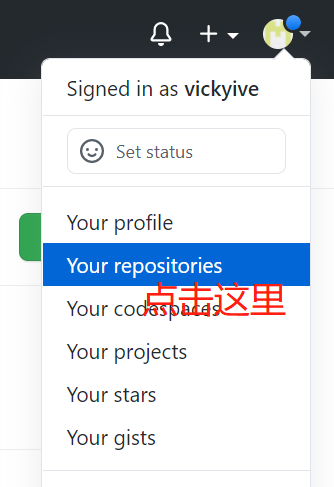 Signed in as vickyive
Set status
Your profile
Your repositories
点击这里
Your codespaces
Your projects
Your stars
Your gists